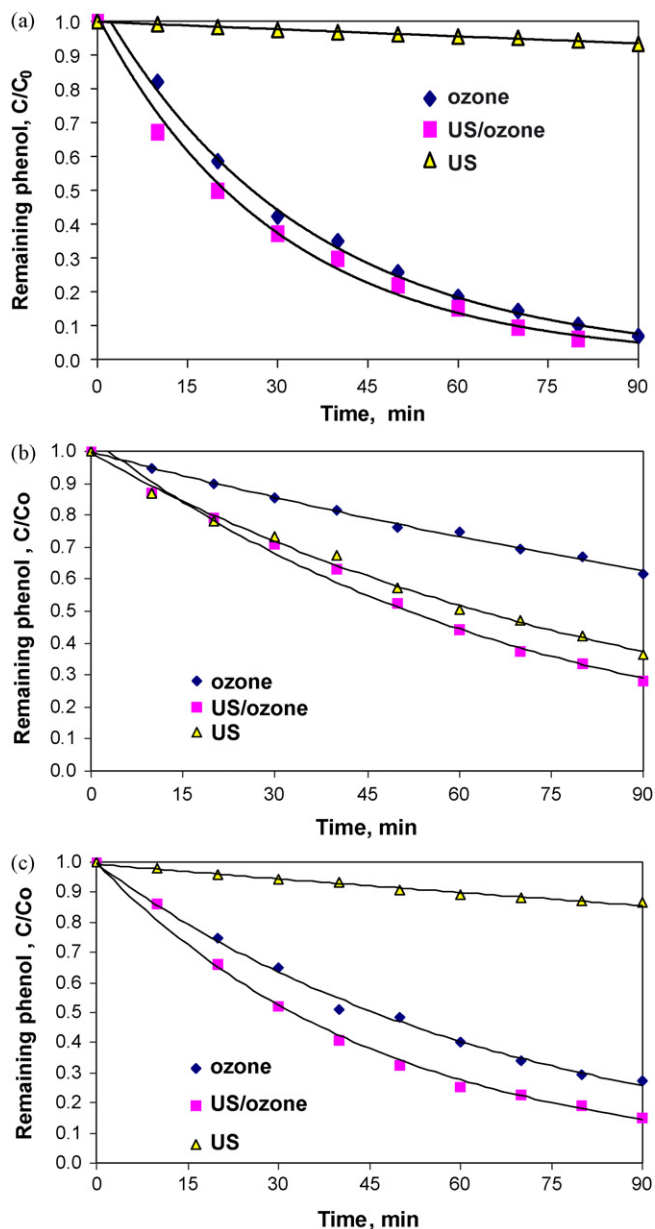 (a)
Remaining phenol, C/C₀
1.0
0.9
0.8
0.7
0.6
0.5
0.4
0.3
0.2
0.1
0.0
ozone
US/ozone
US
0 15 30 45 60 75 90
Time, min
(b)
Remaining phenol , C/Co
1.0
0.9
0.8
0.7
0.6
0.5
0.4
0.3
0.2
0.1
0.0
ozone
US/ozone
US
0 15 30 45 60 75 90
Time, min
(c)
Remaining phenol , C/Co
1.0
0.9
0.8
0.7
0.6
0.5
0.4
0.3
0.2
0.1
0.0
ozone
US/ozone
US
0 15 30 45 60 75 90
Time, min